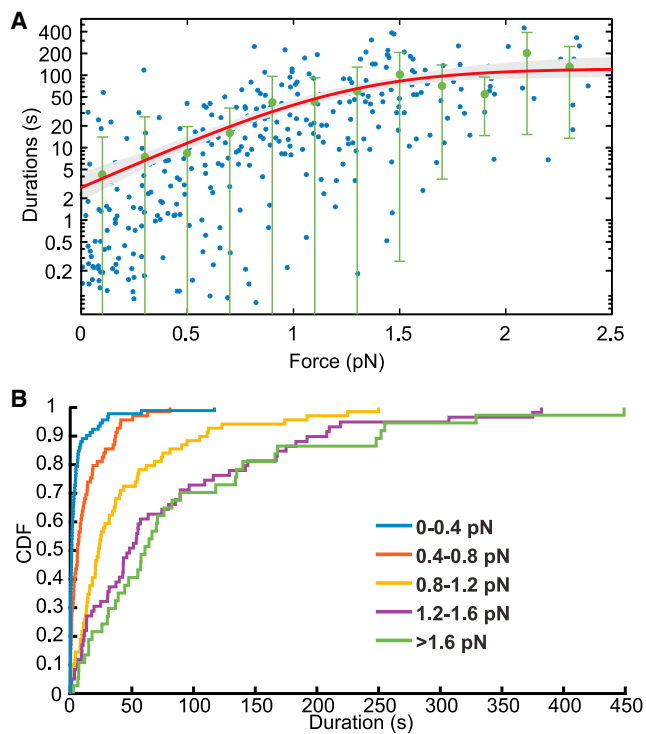 A
400
200
100
50
20
10
5
2
1
0.5
0.2
Durations (s)
0 0.5 1 1.5 2 2.5
Force (pN)
B
1
0.9
0.8
0.7
0.6
0.5
0.4
0.3
0.2
0.1
0
CDF
0-0.4 pN
0.4-0.8 pN
0.8-1.2 pN
1.2-1.6 pN
>1.6 pN
0 50 100 150 200 250 300 350 400 450
Duration (s)